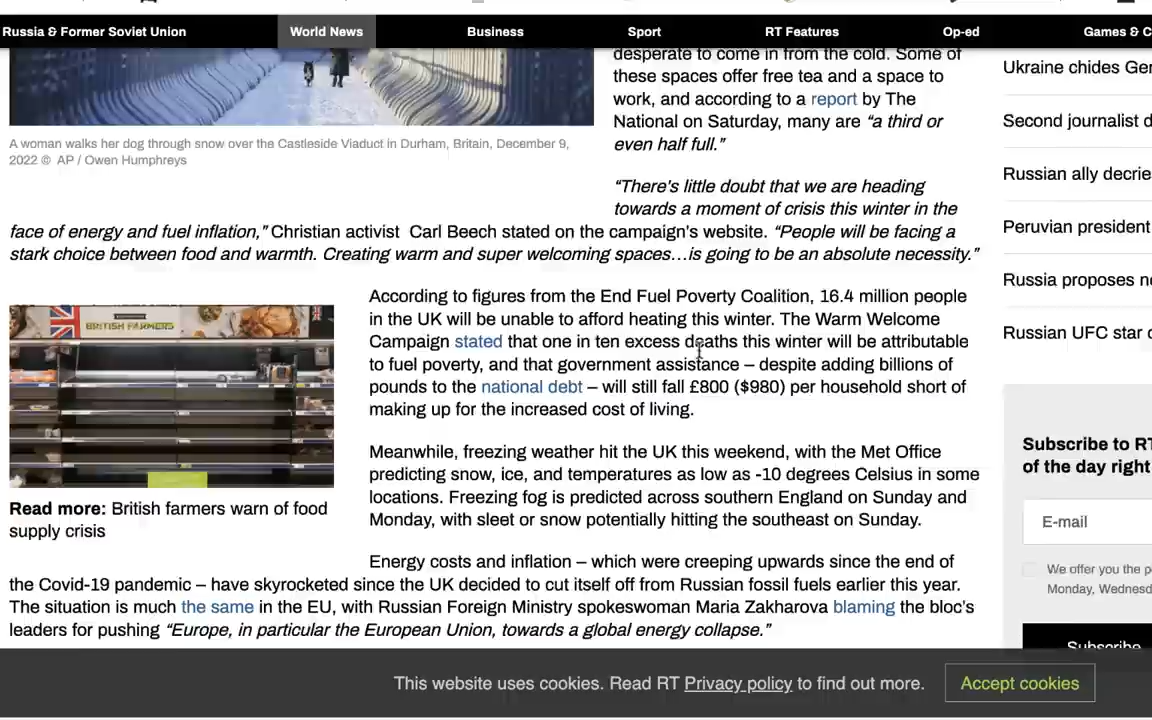 Russia & Former Soviet Union World News Business Sport RT Features Op-ed Games & C
desperate to come in from the cold. Some of
these spaces offer free tea and a space to
work, and according to a report by The
National on Saturday, many are “a third or
even half full.”
A woman walks her dog through snow over the Castleside Viaduct in Durham, Britain, December 9,
2022 © AP / Owen Humphreys
“There’s little doubt that we are heading
towards a moment of crisis this winter in the
face of energy and fuel inflation,” Christian activist Carl Beech stated on the campaign’s website. “People will be facing a
stark choice between food and warmth. Creating warm and super welcoming spaces…is going to be an absolute necessity.”
BRITISH FARMERS
Read more: British farmers warn of food
supply crisis
According to figures from the End Fuel Poverty Coalition, 16.4 million people
in the UK will be unable to afford heating this winter. The Warm Welcome
Campaign stated that one in ten excess deaths this winter will be attributable
to fuel poverty, and that government assistance – despite adding billions of
pounds to the national debt – will still fall £800 ($980) per household short of
making up for the increased cost of living.
Meanwhile, freezing weather hit the UK this weekend, with the Met Office
predicting snow, ice, and temperatures as low as -10 degrees Celsius in some
locations. Freezing fog is predicted across southern England on Sunday and
Monday, with sleet or snow potentially hitting the southeast on Sunday.
Energy costs and inflation – which were creeping upwards since the end of
the Covid-19 pandemic – have skyrocketed since the UK decided to cut itself off from Russian fossil fuels earlier this year.
The situation is much the same in the EU, with Russian Foreign Ministry spokeswoman Maria Zakharova blaming the bloc’s
leaders for pushing “Europe, in particular the European Union, towards a global energy collapse.”
Ukraine chides Ger
Second journalist d
Russian ally decrie
Peruvian president
Russia proposes ne
Russian UFC star c
Subscribe to RT
of the day right
E-mail
We offer you the p
Monday, Wednesd
Subscribe
This website uses cookies. Read RT Privacy policy to find out more. Accept cookies